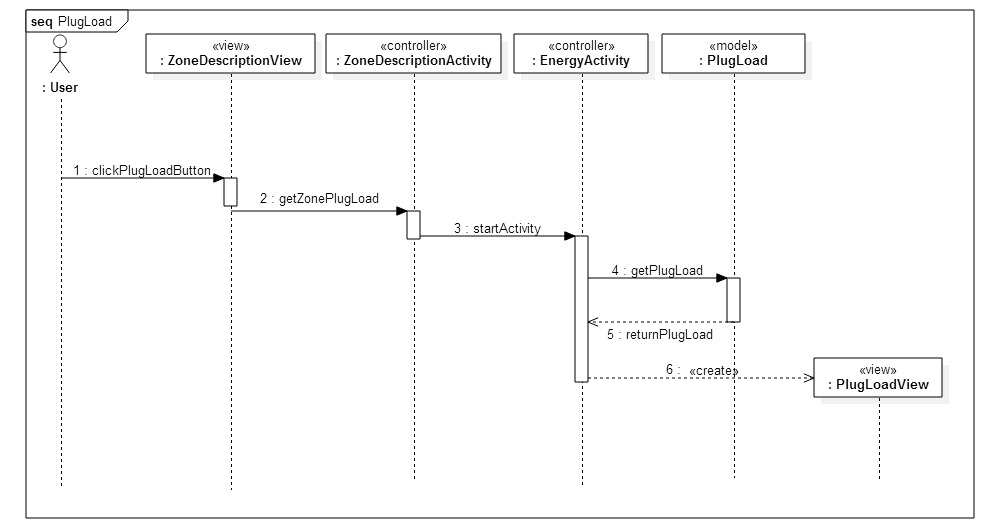 seq PlugLoad
: User
«view»
: ZoneDescriptionView
«controller»
: ZoneDescriptionActivity
«controller»
: EnergyActivity
«model»
: PlugLoad
1 : clickPlugLoadButton
2 : getZonePlugLoad
3 : startActivity
4 : getPlugLoad
5 : returnPlugLoad
6 : «create»
«view»
: PlugLoadView